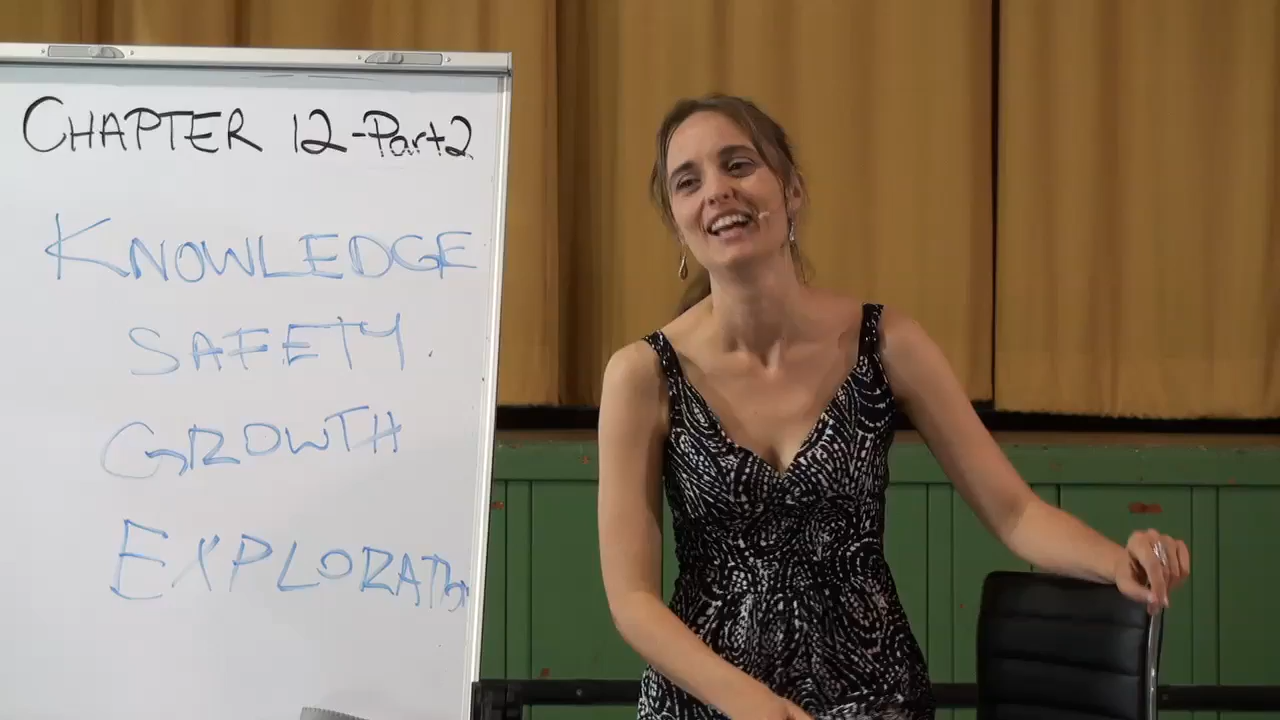 CHAPTER 12-Part2
KNOWLEDGE
SAFETY
GROWTH
EXPLORATION